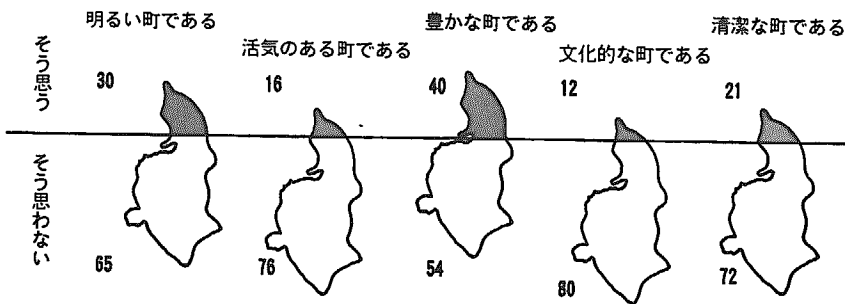 明るい町である
活気のある町である
豊かな町である
文化的な町である
清潔な町である
そう思う
30
16
40
12
21
そう思わない
65
76
54
80
72